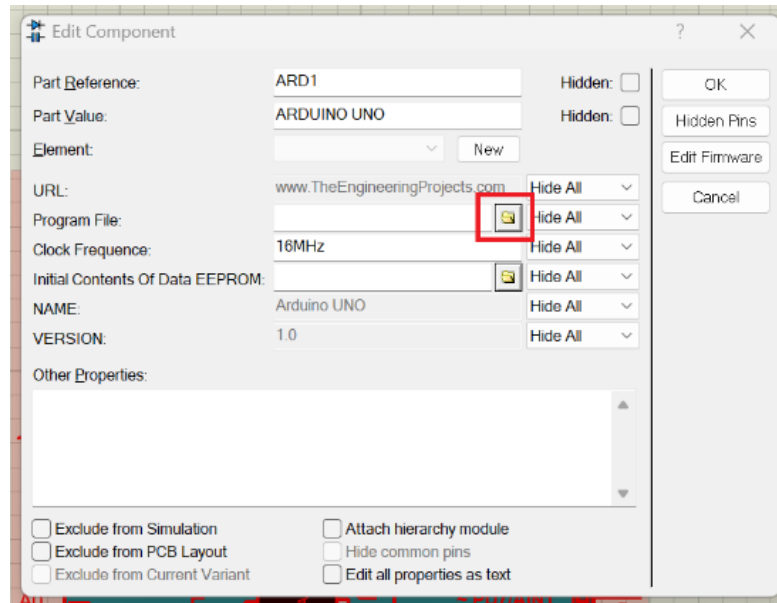 Edit Component ?
Part Reference: ARD1 Hidden: OK
Part Value: ARDUINO UNO Hidden: Hidden Pins
Element: New Edit Firmware
URL: www.TheEngineeringProjects.com Hide All Cancel
Program File: Hide All
Clock Frequence: 16MHz Hide All
Initial Contents Of Data EEPROM: Hide All
NAME: Arduino UNO Hide All
VERSION: 1.0 Hide All
Other Properties:
Exclude from Simulation Attach hierarchy module
Exclude from PCB Layout Hide common pins
Exclude from Current Variant Edit all properties as text